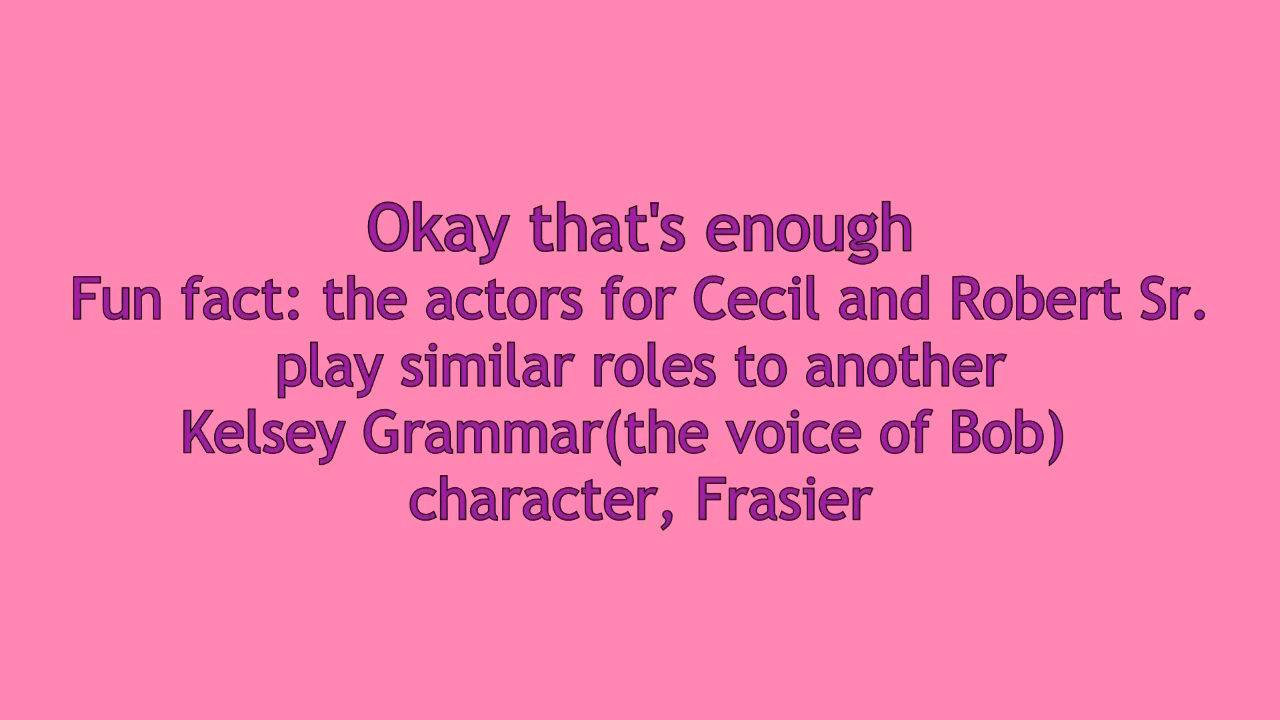 Okay that's enough
Fun fact: the actors for Cecil and Robert Sr.
play similar roles to another
Kelsey Grammar(the voice of Bob)
character, Frasier